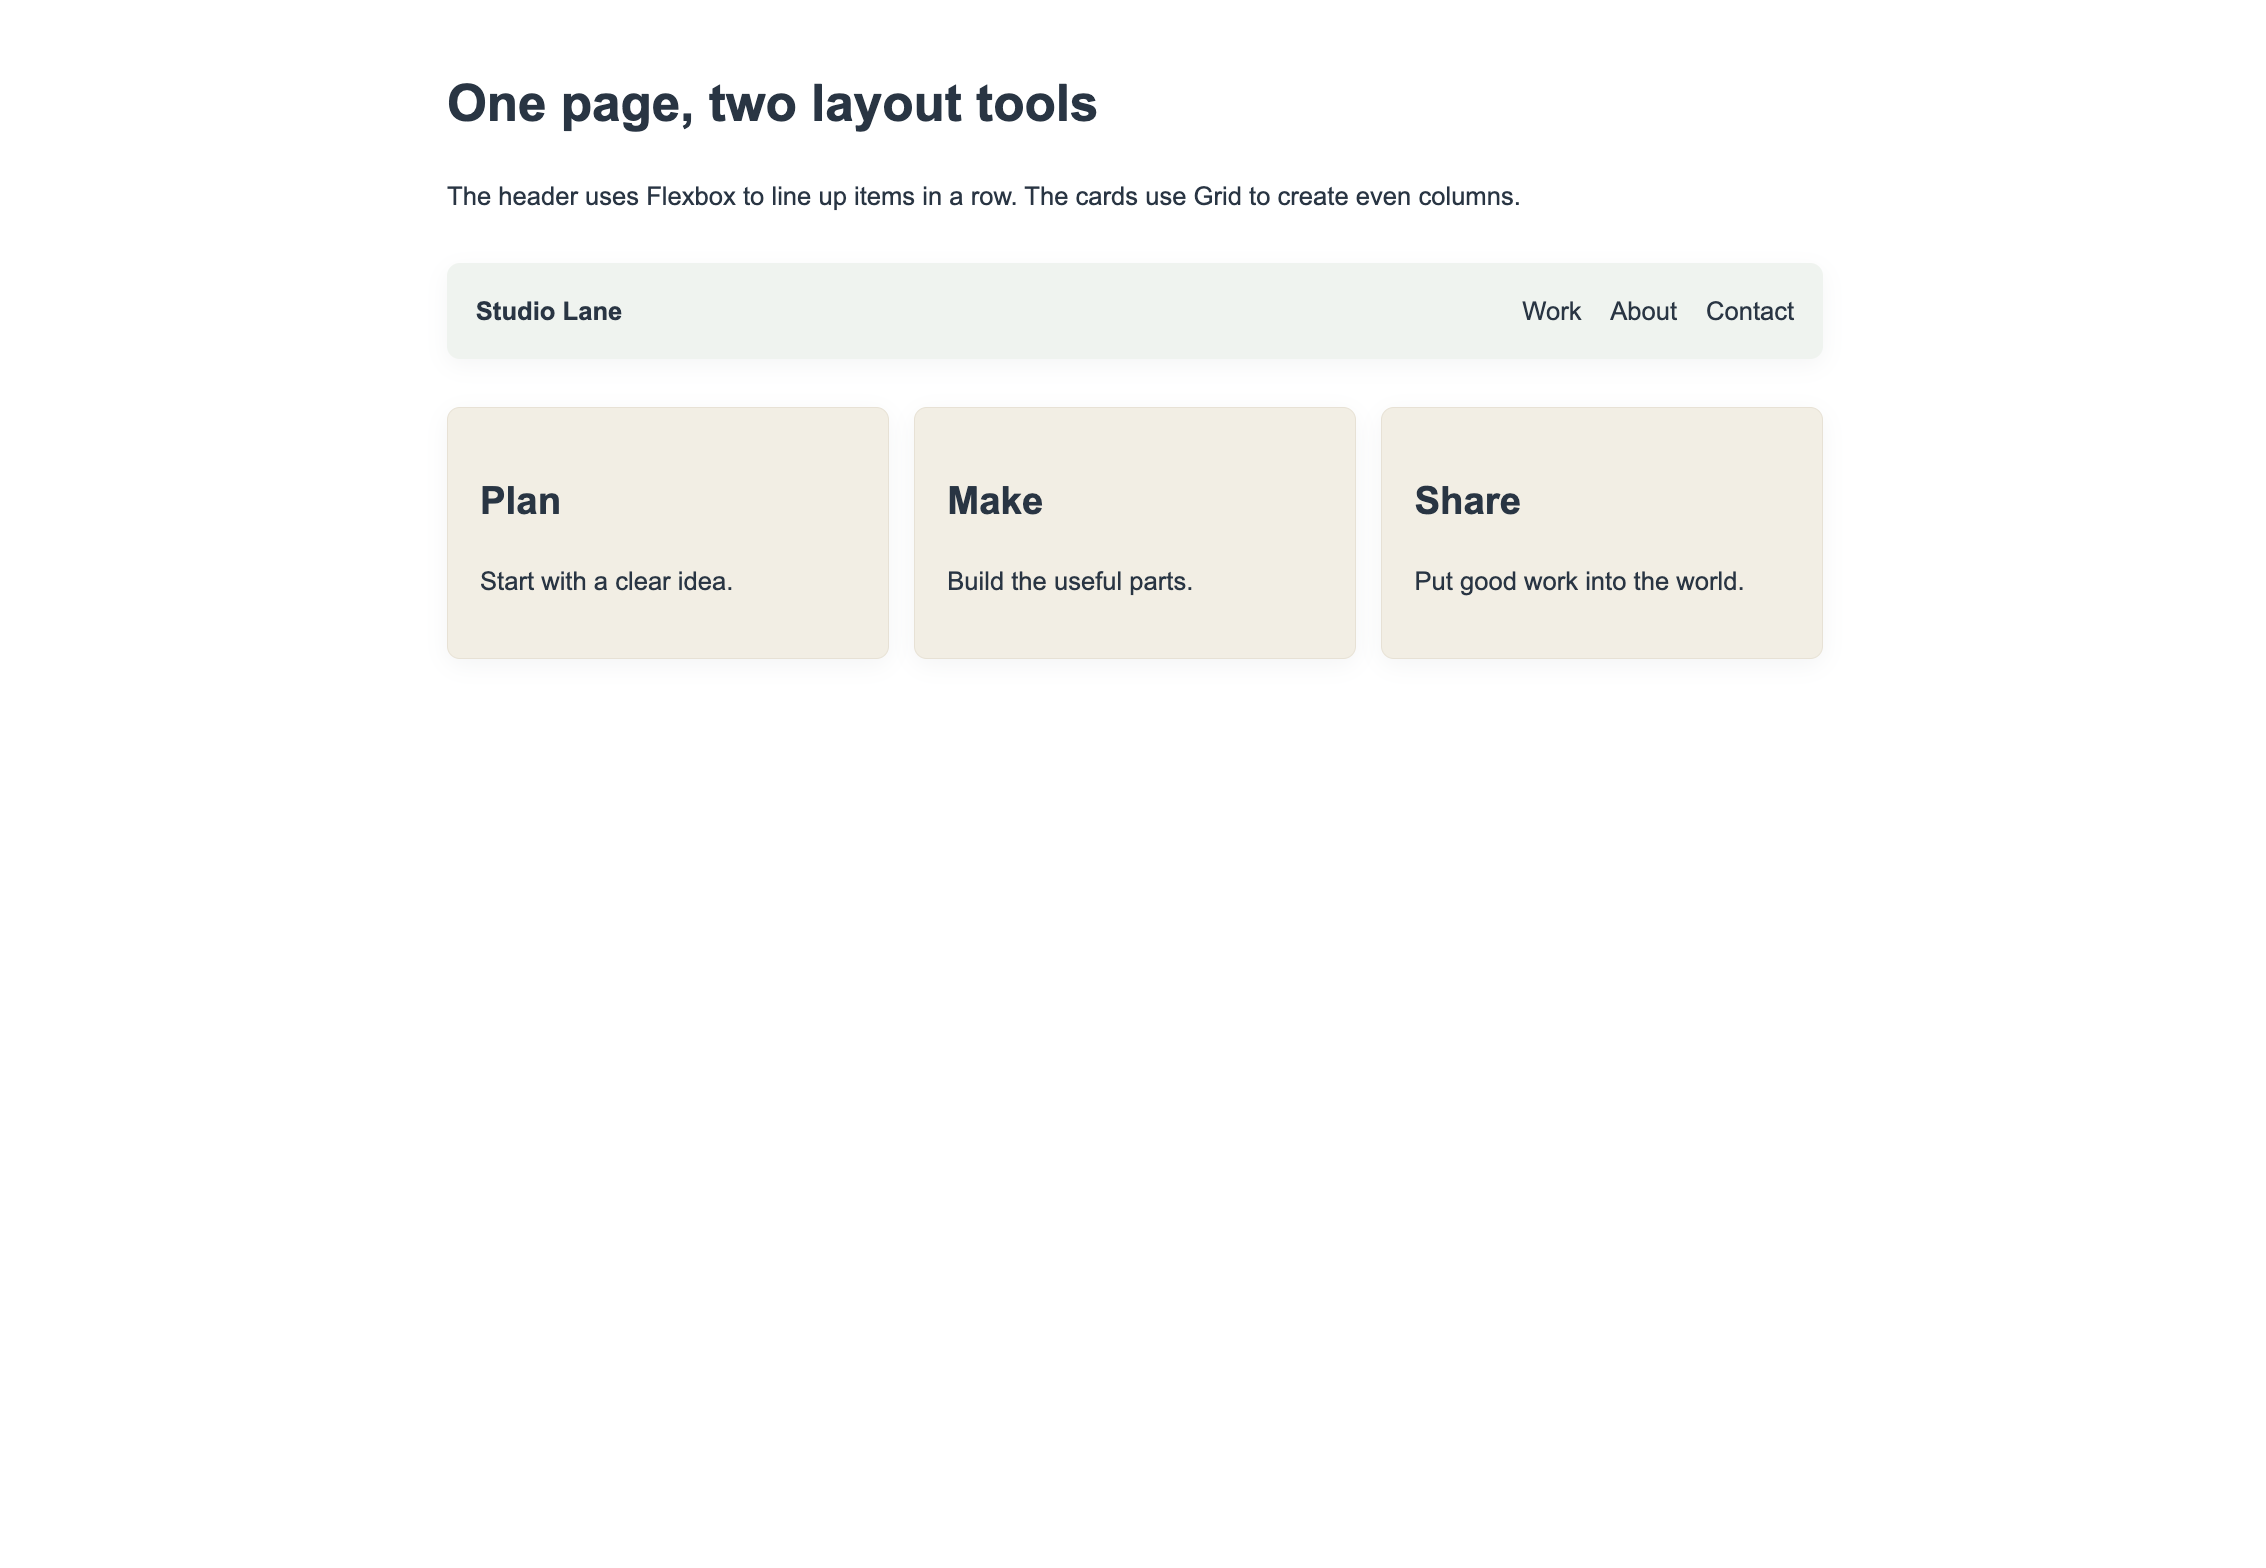 One page, two layout tools
The header uses Flexbox to line up items in a row. The cards use Grid to create even columns.
Studio Lane
Work About Contact
Plan
Start with a clear idea.
Make
Build the useful parts.
Share
Put good work into the world.